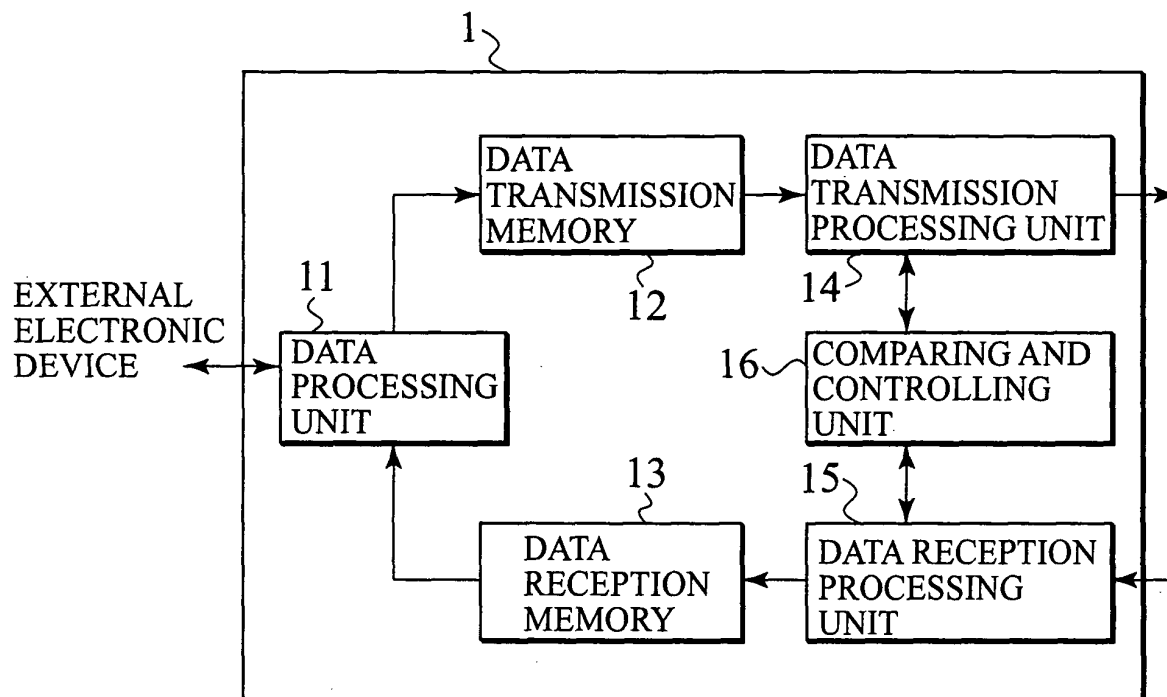 1
DATA
TRANSMISSION
MEMORY
12
DATA
TRANSMISSION
PROCESSING UNIT
14
EXTERNAL
ELECTRONIC
DEVICE
11
DATA
PROCESSING
UNIT
16
COMPARING AND
CONTROLLING
UNIT
13
DATA
RECEPTION
MEMORY
15
DATA RECEPTION
PROCESSING
UNIT